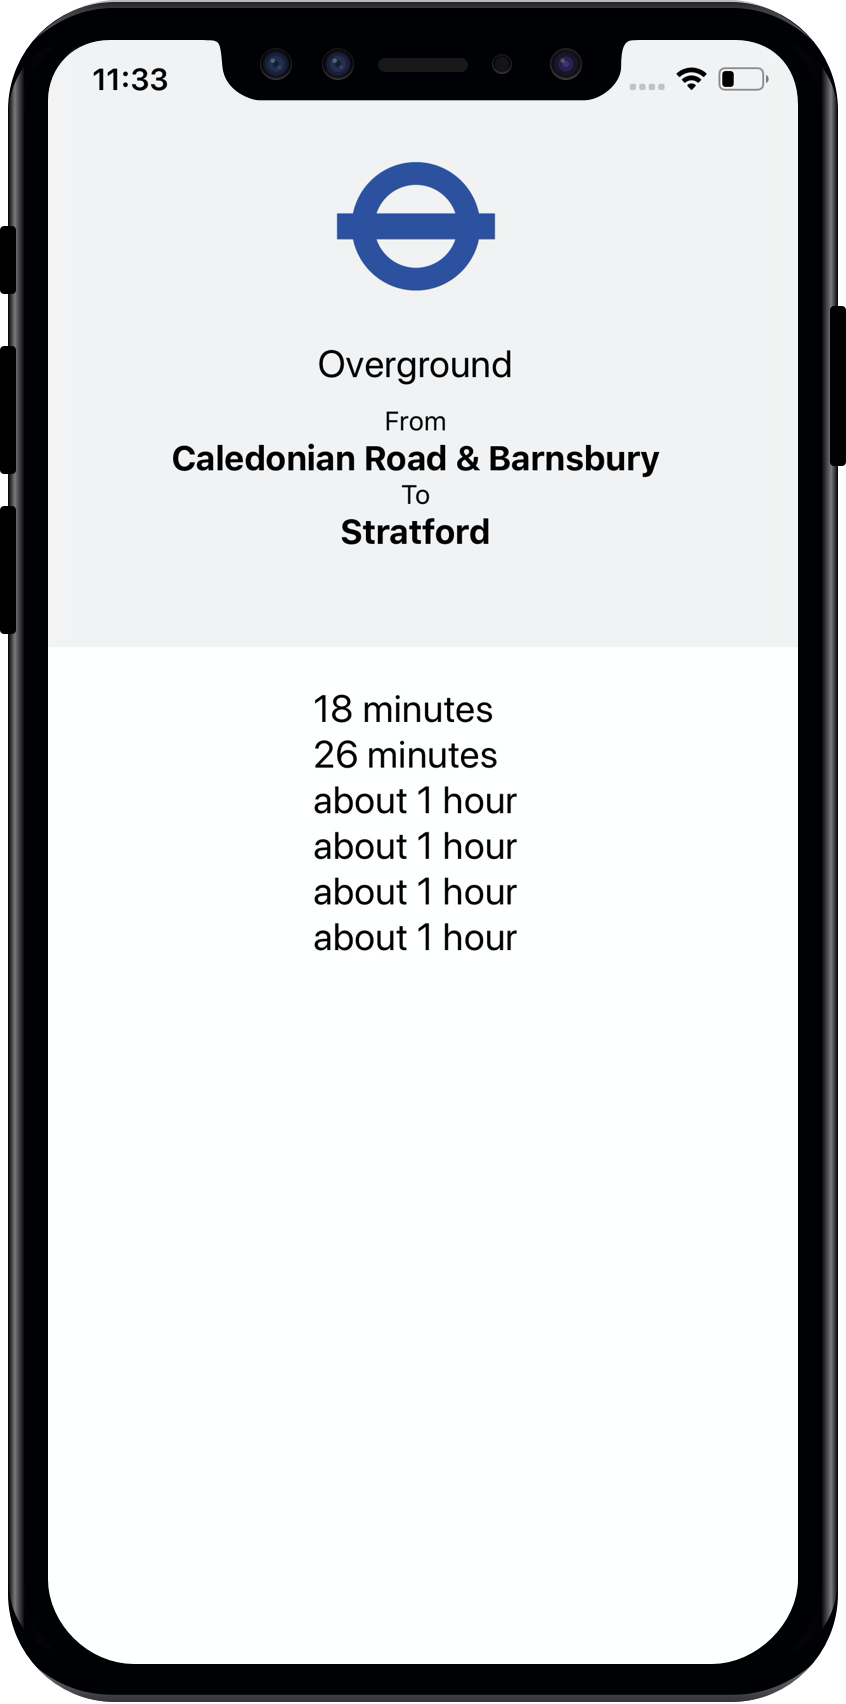 11:33
Overground
From
Caledonian Road & Barnsbury
To
Stratford
18 minutes
26 minutes
about 1 hour
about 1 hour
about 1 hour
about 1 hour